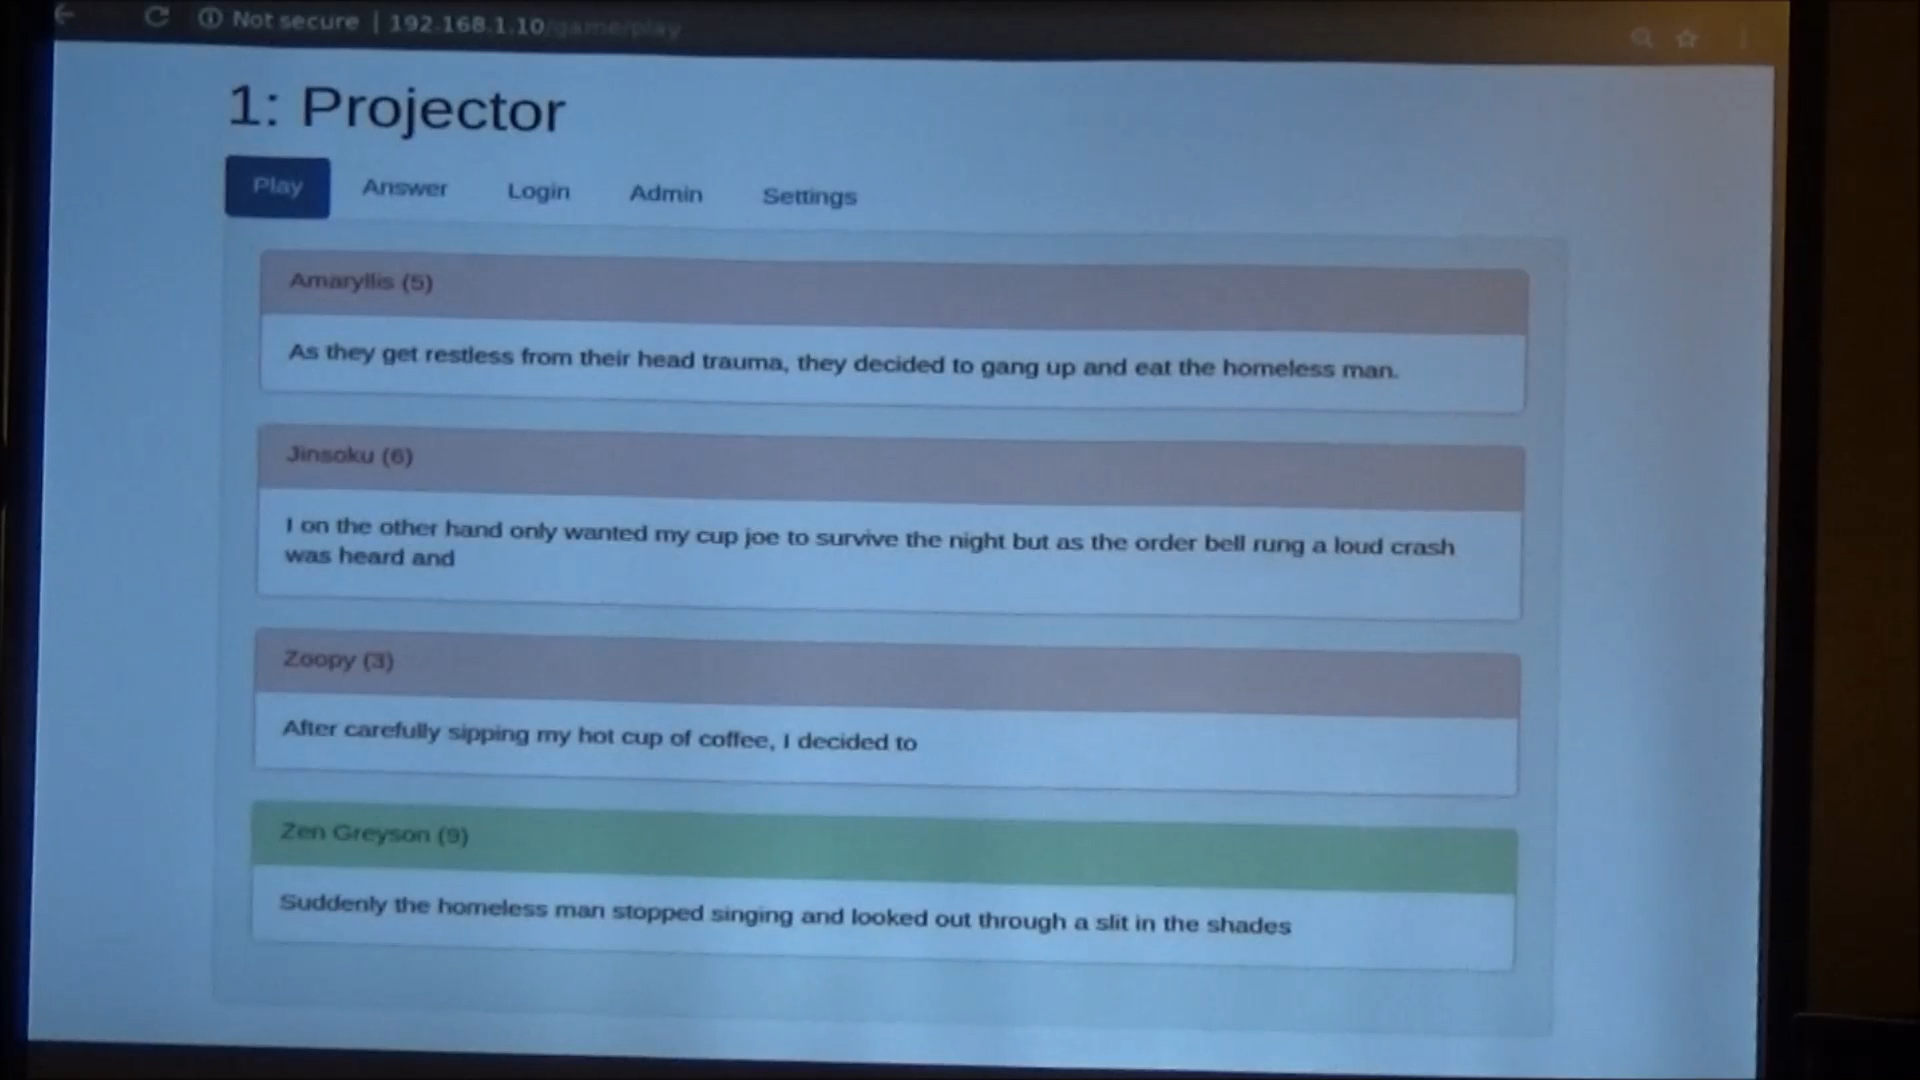 Not secure | 192.168.1.10/game/play
1: Projector
Play Answer Login Admin Settings
Amaryllis (5)
As they get restless from their head trauma, they decided to gang up and eat the homeless man.
Jinsoku (6)
I on the other hand only wanted my cup joe to survive the night but as the order bell rung a loud crash
was heard and
Zoopy (3)
After carefully sipping my hot cup of coffee, I decided to
Zen Greyson (9)
Suddenly the homeless man stopped singing and looked out through a slit in the shades